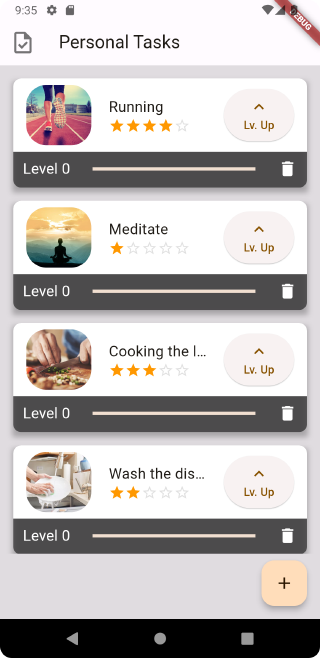 9:35
Personal Tasks
Running
Lv. Up
Level 0
Meditate
Lv. Up
Level 0
Cooking the l...
Lv. Up
Level 0
Wash the dis...
Lv. Up
Level 0
+